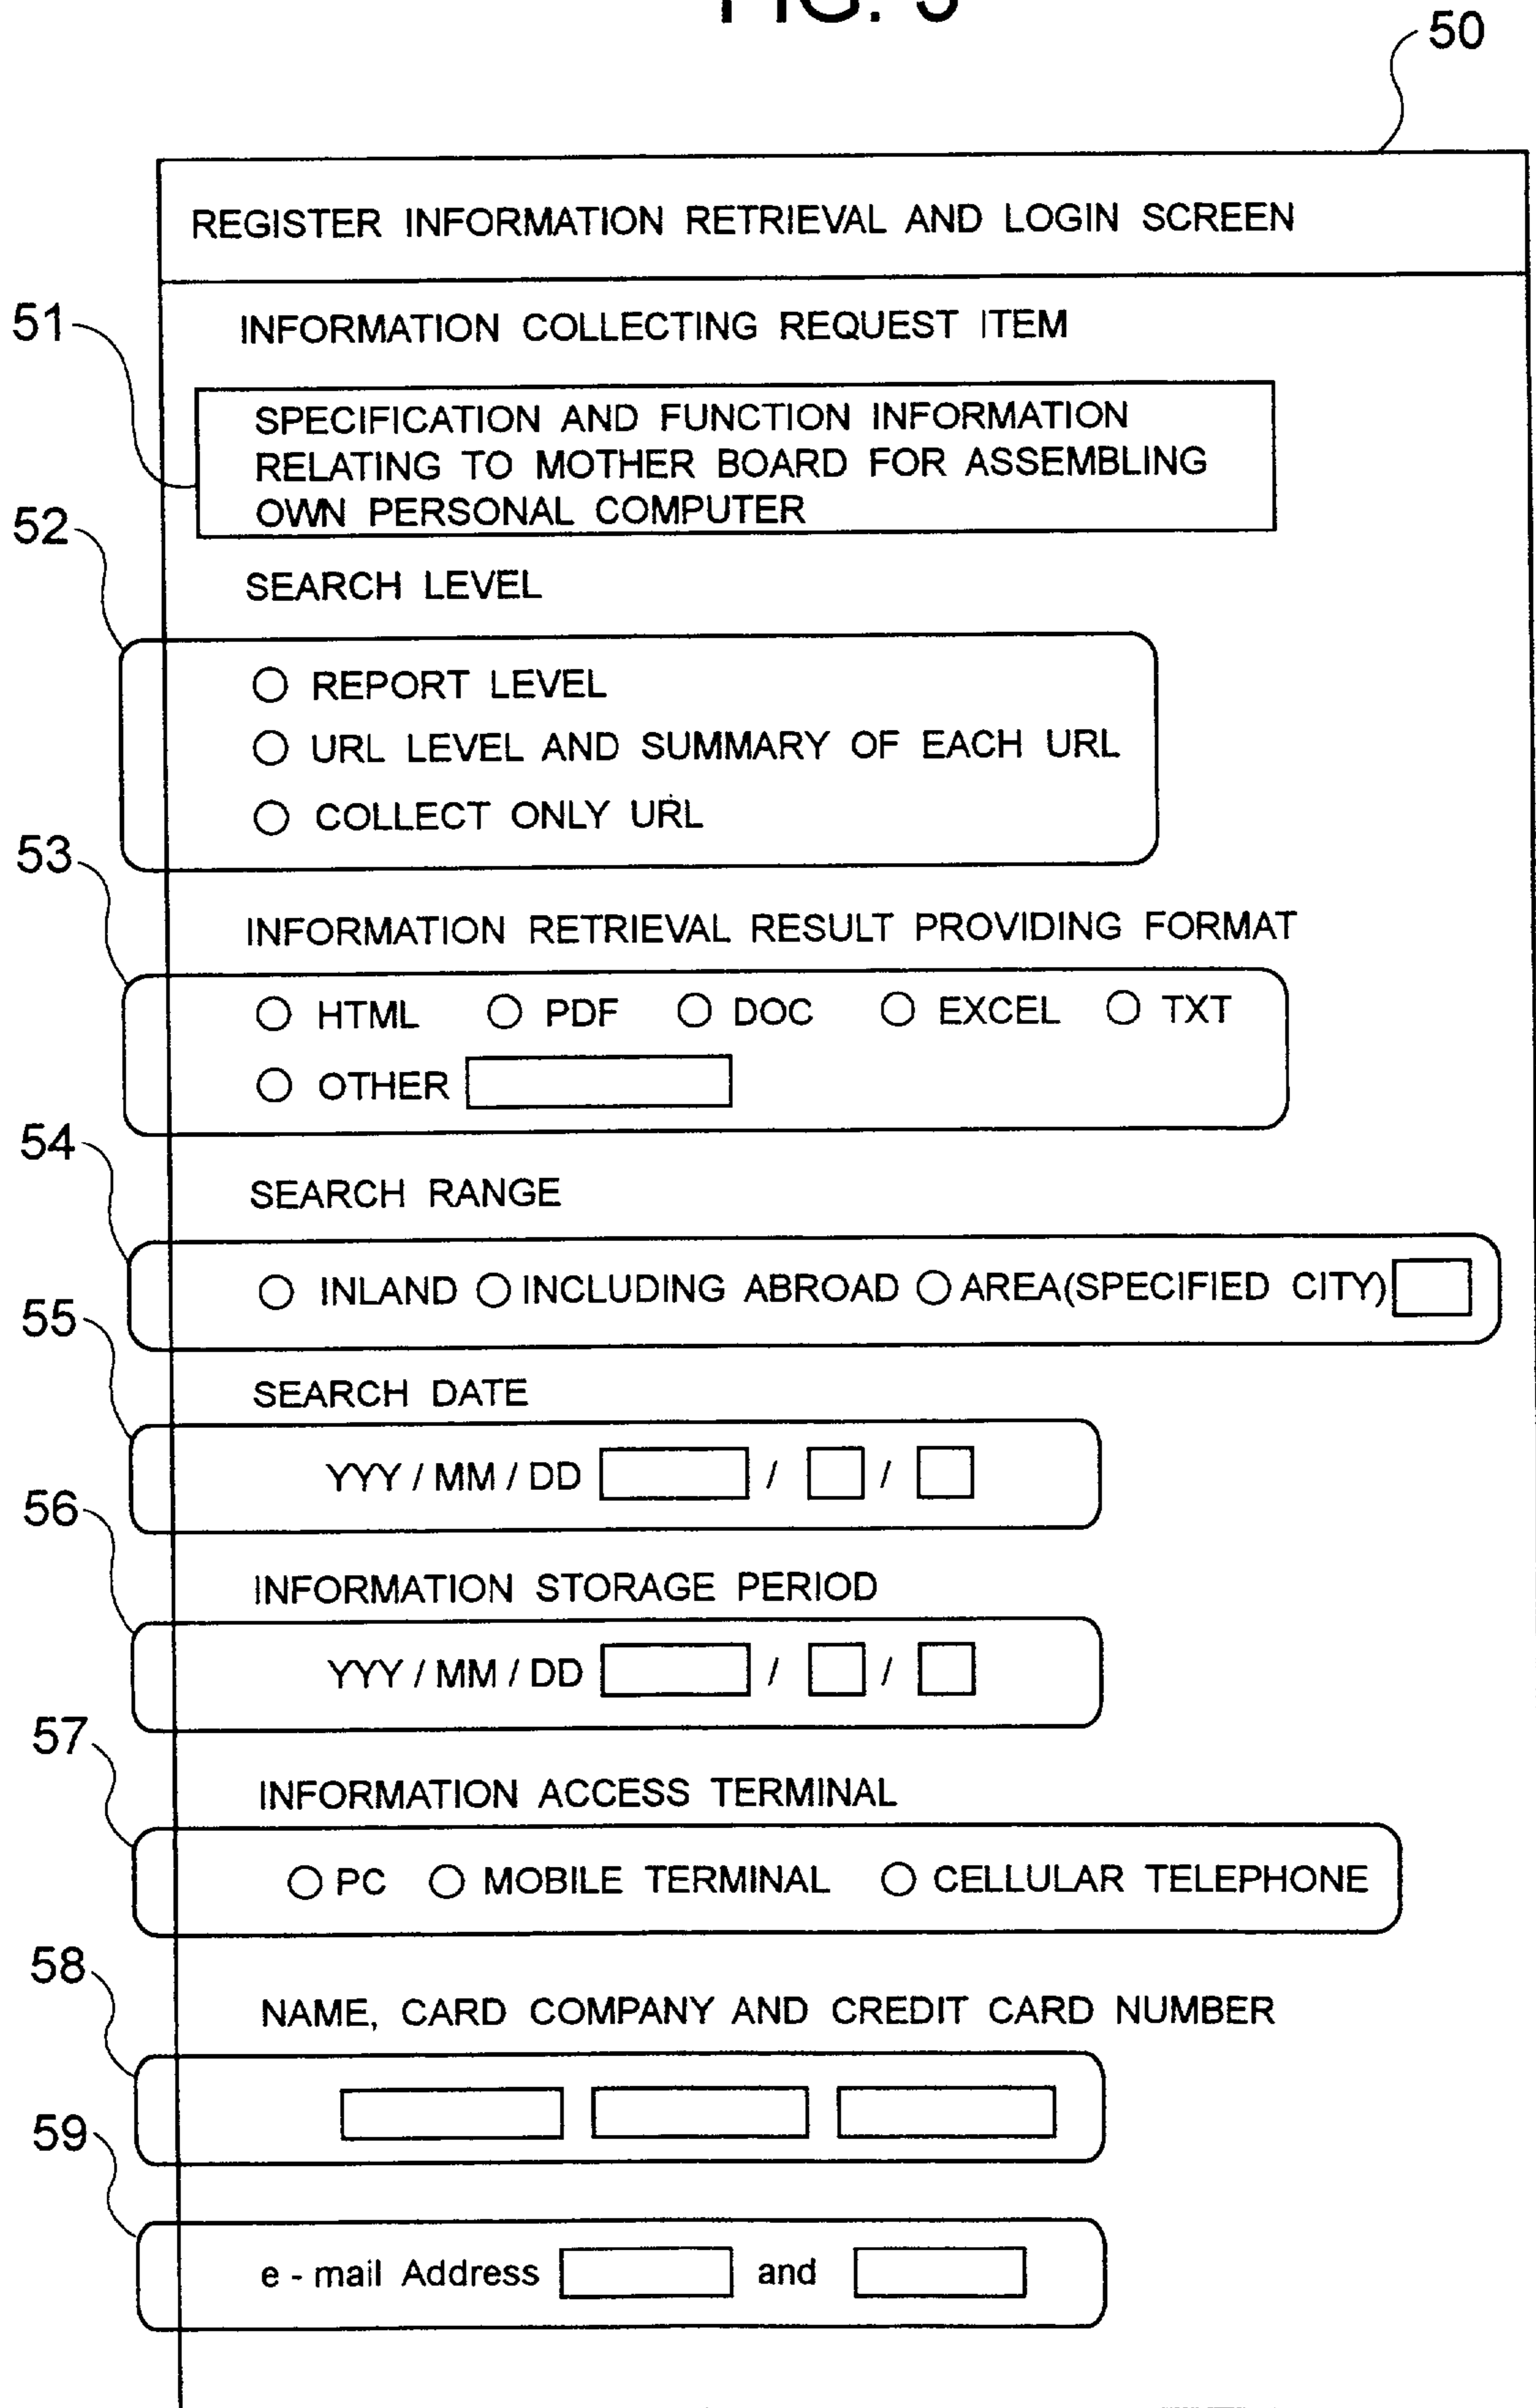 FIG. 5
50
REGISTER INFORMATION RETRIEVAL AND LOGIN SCREEN
51
INFORMATION COLLECTING REQUEST ITEM
SPECIFICATION AND FUNCTION INFORMATION
RELATING TO MOTHER BOARD FOR ASSEMBLING
OWN PERSONAL COMPUTER
52
SEARCH LEVEL
REPORT LEVEL
URL LEVEL AND SUMMARY OF EACH URL
COLLECT ONLY URL
53
INFORMATION RETRIEVAL RESULT PROVIDING FORMAT
HTML PDF DOC EXCEL TXT
OTHER
54
SEARCH RANGE
INLAND INCLUDING ABROAD AREA(SPECIFIED CITY)
55
SEARCH DATE
YYY / MM / DD / /
56
INFORMATION STORAGE PERIOD
YYY / MM / DD / /
57
INFORMATION ACCESS TERMINAL
PC MOBILE TERMINAL CELLULAR TELEPHONE
58
NAME, CARD COMPANY AND CREDIT CARD NUMBER
59
e - mail Address and